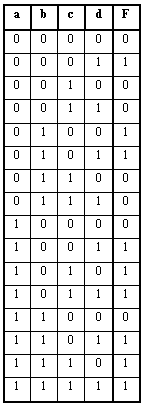 a b c d F
0 0 0 0 0
0 0 0 1 1
0 0 1 0 0
0 0 1 1 0
0 1 0 0 1
0 1 0 1 1
0 1 1 0 0
0 1 1 1 0
1 0 0 0 0
1 0 0 1 1
1 0 1 0 1
1 0 1 1 1
1 1 0 0 0
1 1 0 1 1
1 1 1 0 1
1 1 1 1 1